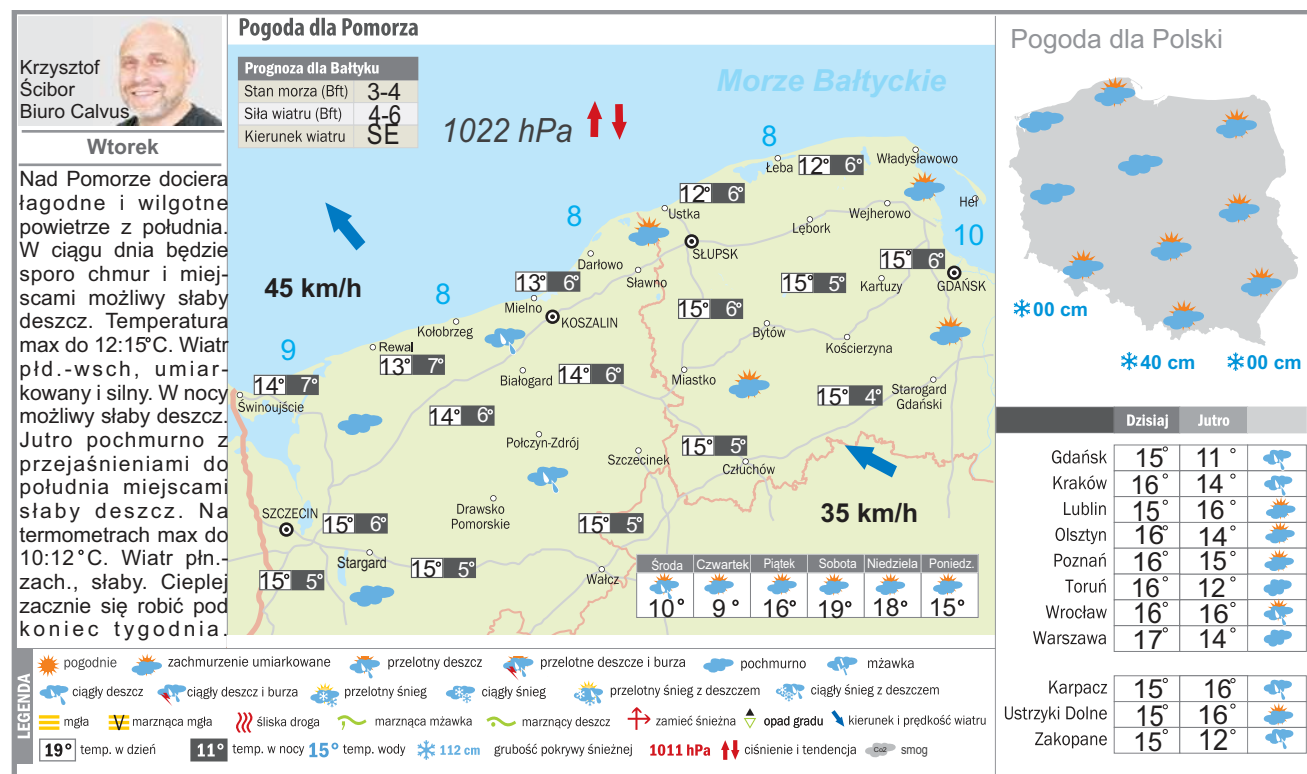 Krzysztof
Ścibor
Biuro Calvus
Wtorek
Nad Pomorze dociera
łagodne i wilgotne
powietrze z południa.
W ciągu dnia będzie
sporo chmur i miej-
scami możliwy słaby
deszcz. Temperatura
max do 12:15°C. Wiatr
płd.-wsch, umiar-
kowany i silny. W nocy
możliwy słaby deszcz.
Jutro pochmurno z
przejaśnieniami do
południa miejscami
słaby deszcz. Na
termometrach max do
10:12°C. Wiatr płn.-
zach., słaby. Cieplej
zacznie się robić pod
koniec tygodnia.
Pogoda dla Pomorza
Prognoza dla Bałtyku
Stan morza (Bft) 3-4
Siła wiatru (Bft) 4-6
Kierunek wiatru SE
1022 hPa
Morze Bałtyckie
8
Łeba 12° 6°
Władysławowo
12° 6°
Ustka
Hel
Wejherowo
8
Lębork
10
SŁUPSK
15° 6°
GDAŃSK
Darłowo
13° 6°
Sławno
15° 5°
Kartuzy
45 km/h
8
Mielno
KOSZALIN
15° 6°
Kołobrzeg
Bytów
Kościerzyna
9
Rewal
13° 7°
14° 7°
Świnoujście
Białogard
14° 6°
Miastko
Starogard
Gdański
15° 4°
14° 6°
Połczyn-Zdrój
Szczecinek
15° 5°
Człuchów
35 km/h
Drawsko
Pomorskie
SZCZECIN
15° 6°
15° 5°
Stargard
15° 5°
15° 5°
Wałcz
Środa Czwartek Piątek Sobota Niedziela Poniedz.
10° 9° 16° 19° 18° 15°
Pogoda dla Polski
00 cm
40 cm
00 cm
Dzisiaj Jutro
Gdańsk 15° 11°
Kraków 16° 14°
Lublin 15° 16°
Olsztyn 16° 14°
Poznań 16° 15°
Toruń 16° 12°
Wrocław 16° 16°
Warszawa 17° 14°
Karpacz 15° 16°
Ustrzyki Dolne 15° 16°
Zakopane 15° 12°
LEGENDA
pogodnie zachmurzenie umiarkowane przelotny deszcz przelotne deszcze i burza pochmurno mżawka
ciągły deszcz ciągły deszcz i burza przelotny śnieg ciągły śnieg przelotny śnieg z deszczem ciągły śnieg z deszczem
mgła marznąca mgła śliska droga marznąca mżawka marznący deszcz zamieć śnieżna opad gradu kierunek i prędkość wiatru
19° temp. w dzień 11° temp. w nocy 15° temp. wody 112 cm grubość pokrywy śnieżnej 1011 hPa ciśnienie i tendencja Co2 smog